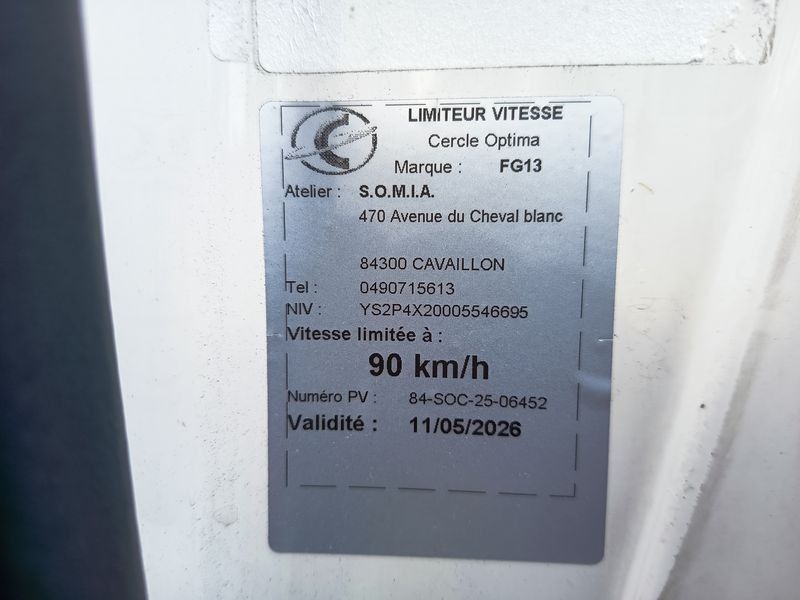 LIMITEUR VITESSE
Cercle Optima
Marque : FG13
Atelier : S.O.M.I.A.
470 Avenue du Cheval blanc
84300 CAVAILLON
Tel : 0490715613
NIV : YS2P4X20005546695
Vitesse limitée à :
90 km/h
Numéro PV : 84-SOC-25-06452
Validité : 11/05/2026